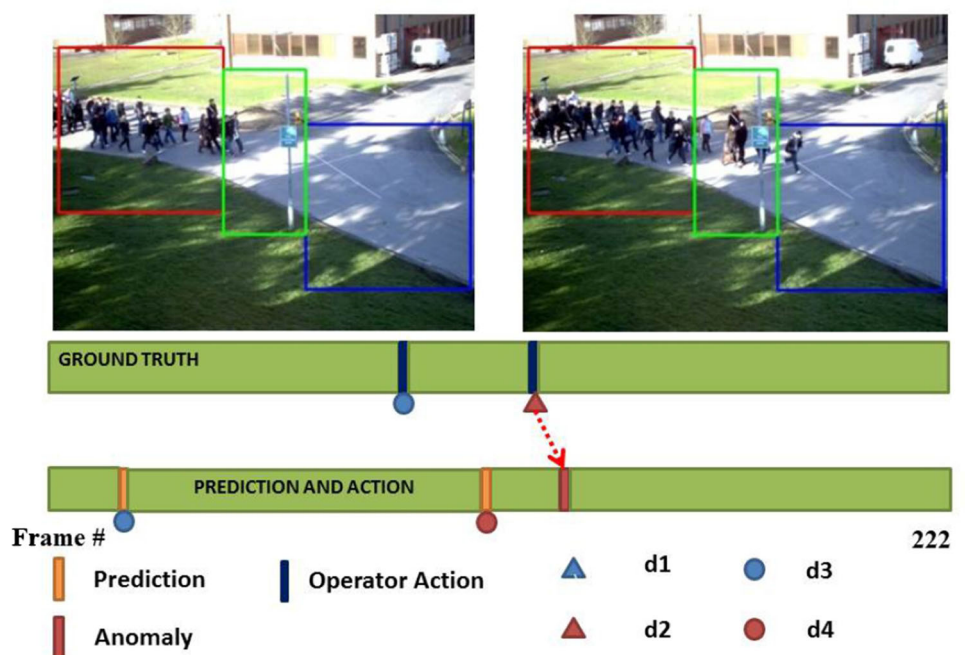 GROUND TRUTH
PREDICTION AND ACTION
Frame #
222
Prediction
Operator Action
d1
d3
Anomaly
d2
d4